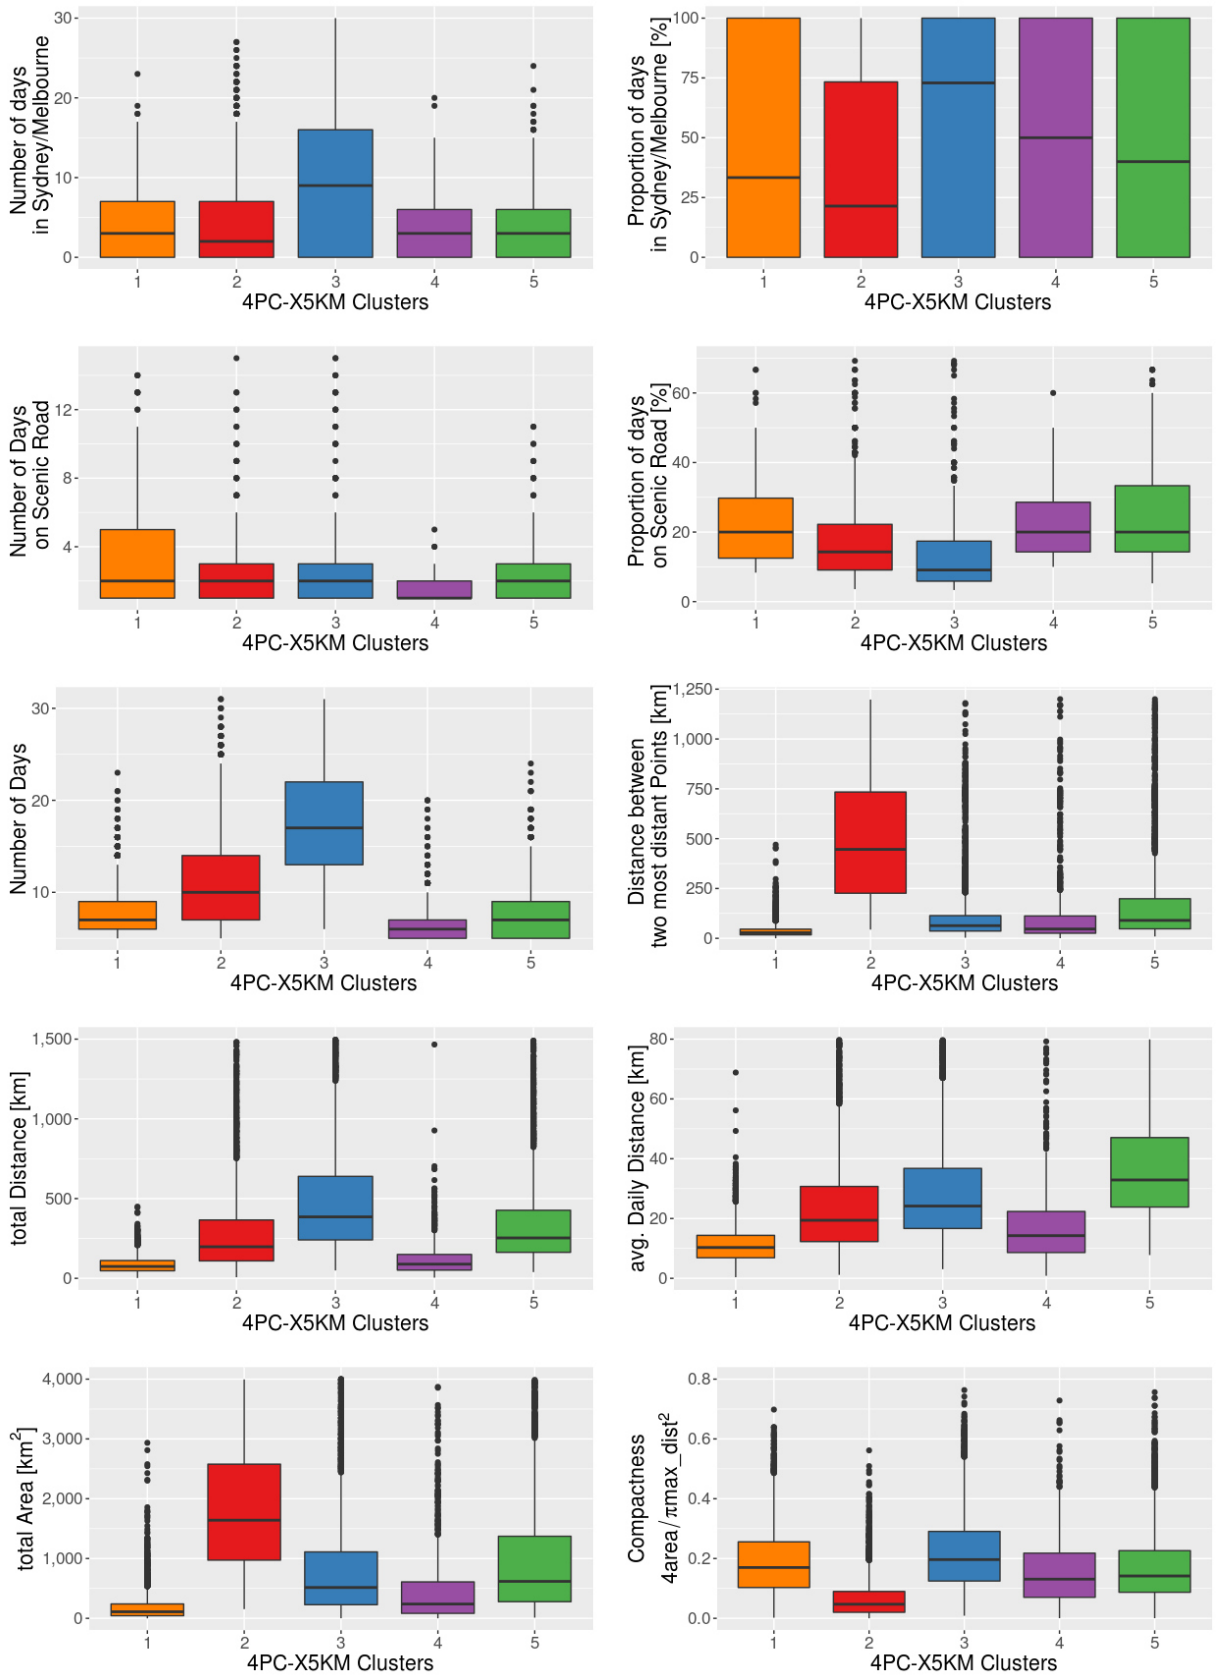 Number of days
in Sydney/Melbourne
30
20
10
0
1 2 3 4 5
4PC-X5KM Clusters
Proportion of days
in Sydney/Melbourne [%]
100
75
50
25
0
1 2 3 4 5
4PC-X5KM Clusters
Number of Days
on Scenic Road
12
8
4
1 2 3 4 5
4PC-X5KM Clusters
Proportion of days
on Scenic Road [%]
60
40
20
0
1 2 3 4 5
4PC-X5KM Clusters
Number of Days
30
20
10
1 2 3 4 5
4PC-X5KM Clusters
Distance between
two most distant Points [km]
1,250
1,000
750
500
250
0
1 2 3 4 5
4PC-X5KM Clusters
total Distance [km]
1,500
1,000
500
0
1 2 3 4 5
4PC-X5KM Clusters
avg. Daily Distance [km]
80
60
40
20
0
1 2 3 4 5
4PC-X5KM Clusters
total Area [km²]
4,000
3,000
2,000
1,000
0
1 2 3 4 5
4PC-X5KM Clusters
Compactness
4area/πmax_dist²
0.8
0.6
0.4
0.2
0.0
1 2 3 4 5
4PC-X5KM Clusters